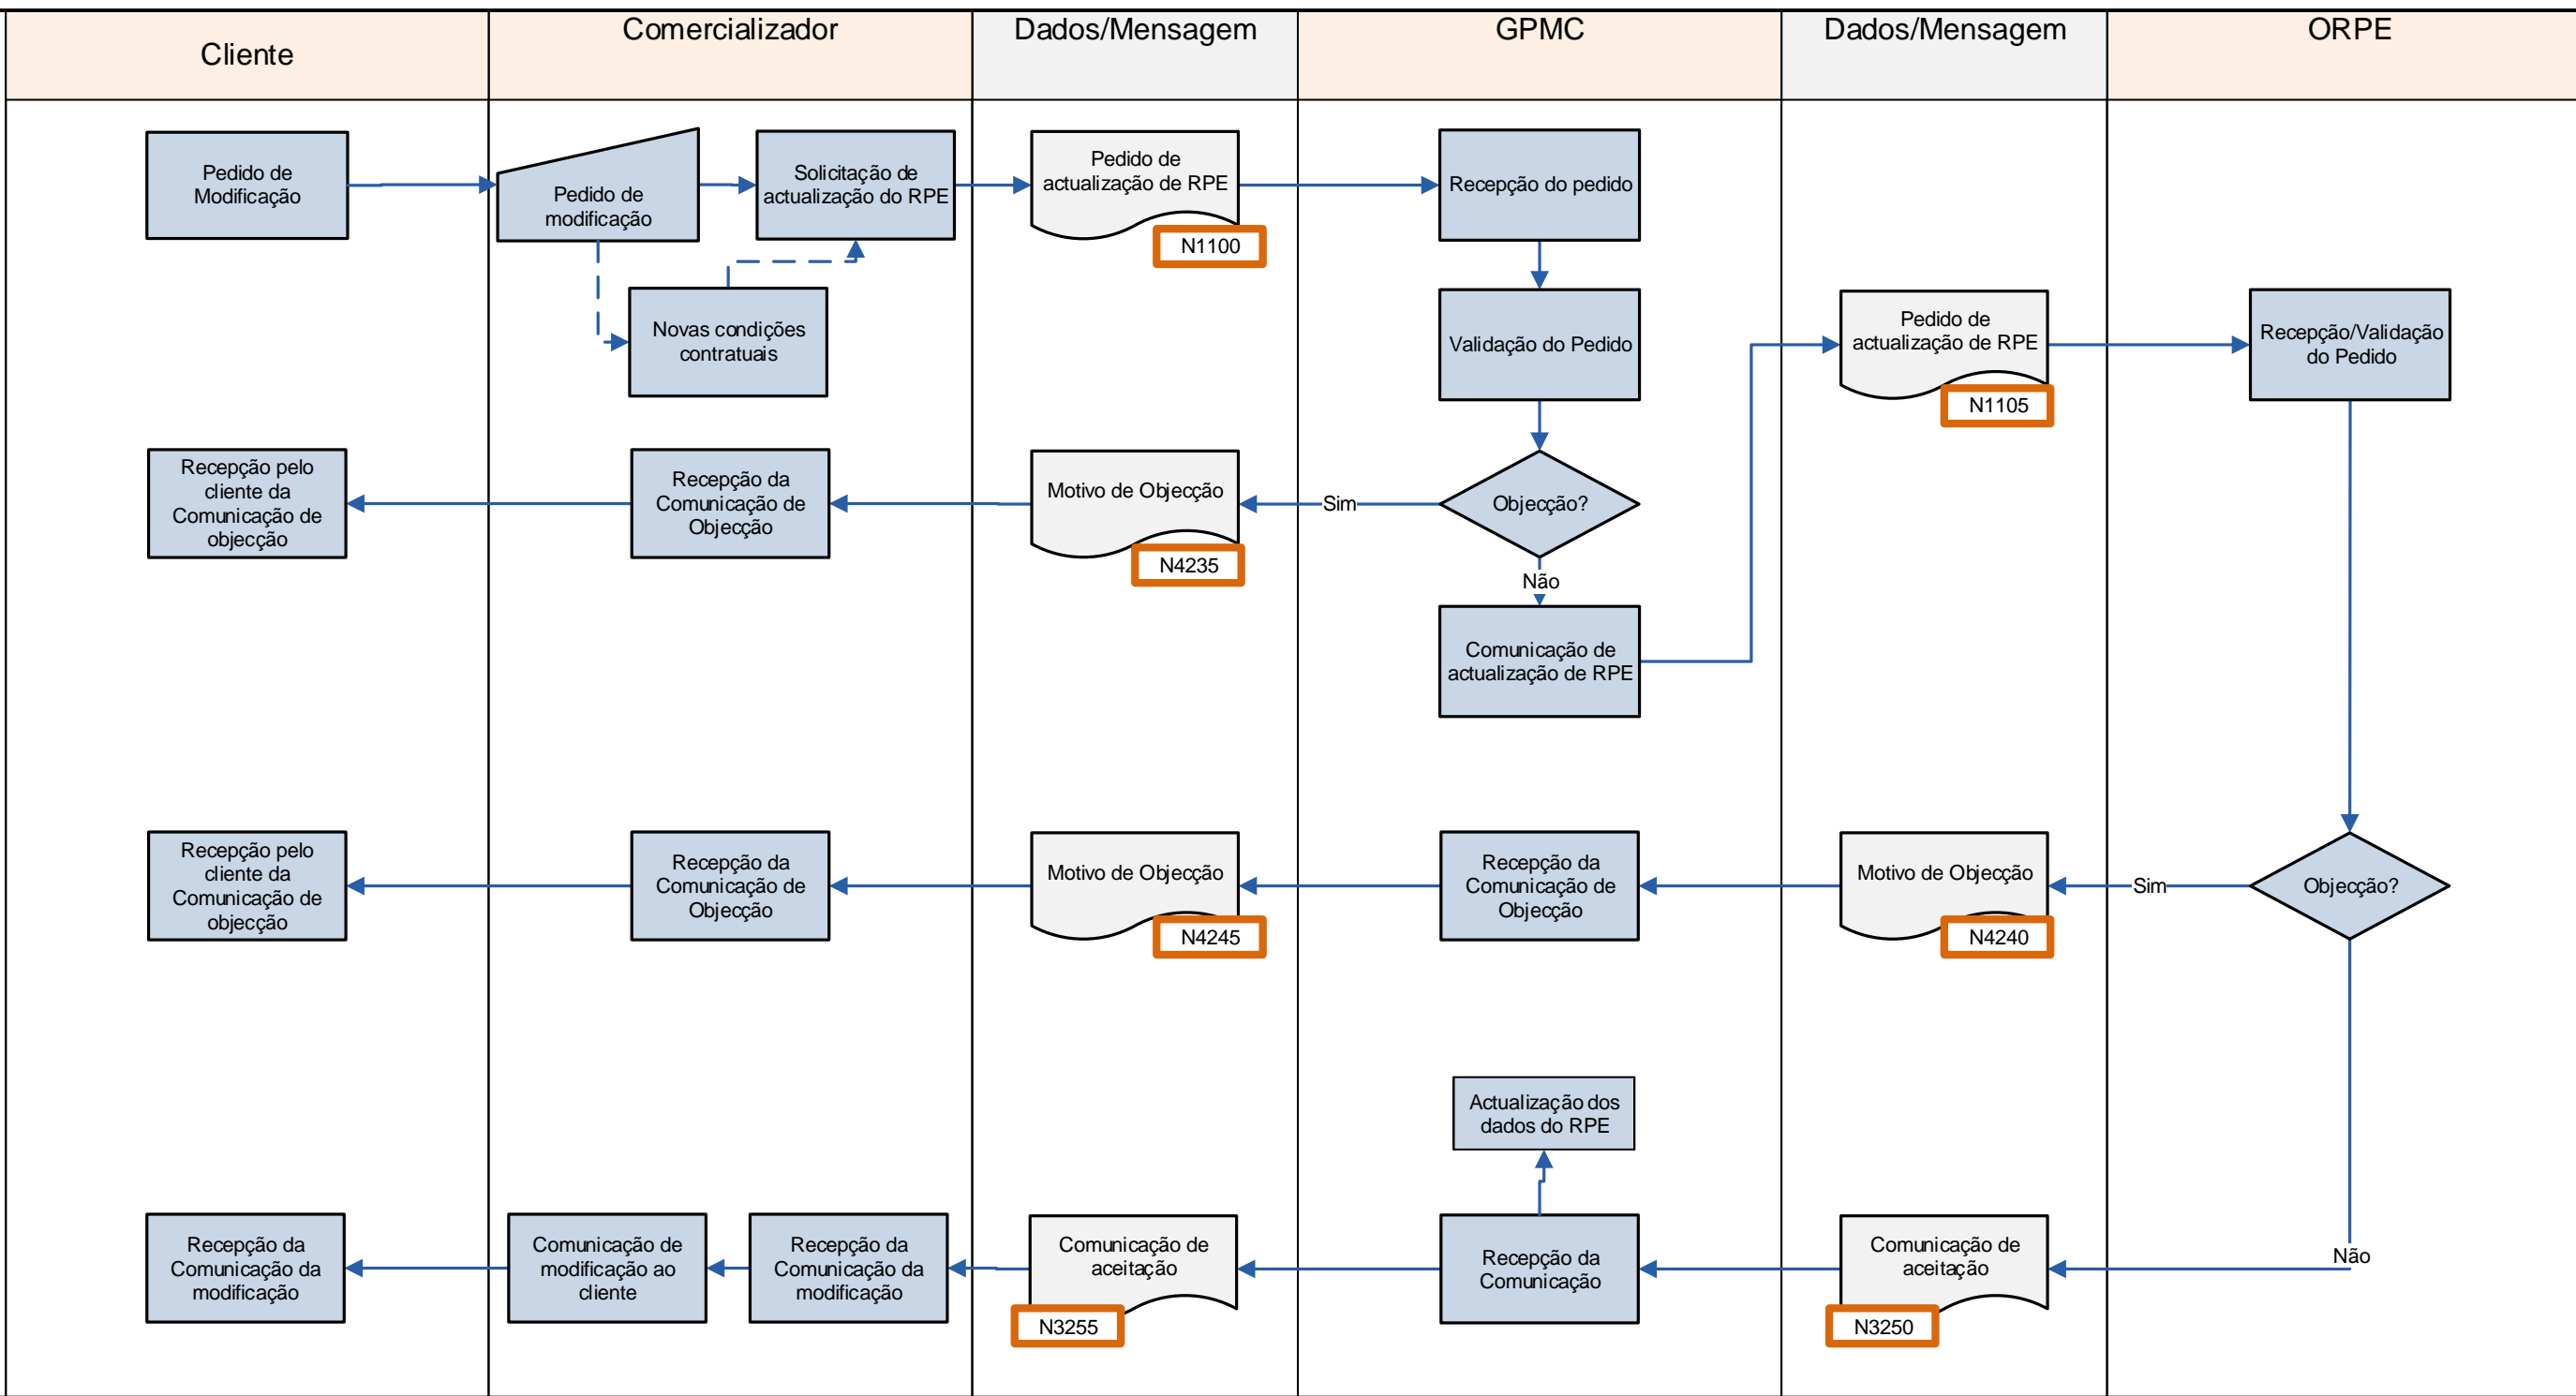 Cliente
Comercializador
Dados/Mensagem
GPMC
Dados/Mensagem
ORPE
Pedido de
Modificação
Pedido de
modificação
Solicitação de
actualização do RPE
Pedido de
actualização de RPE
N1100
Recepção do pedido
Novas condições
contratuais
Validação do Pedido
Pedido de
actualização de RPE
N1105
Recepção/Validação
do Pedido
Recepção pelo
cliente da
Comunicação de
objecção
Recepção da
Comunicação de
Objecção
Motivo de Objecção
N4235
Sim
Objecção?
Não
Comunicação de
actualização de RPE
Recepção pelo
cliente da
Comunicação de
objecção
Recepção da
Comunicação de
Objecção
Motivo de Objecção
N4245
Recepção da
Comunicação de
Objecção
Motivo de Objecção
N4240
Sim
Objecção?
Actualização dos
dados do RPE
Recepção da
Comunicação da
modificação
Comunicação de
modificação ao
cliente
Recepção da
Comunicação da
modificação
Comunicação de
aceitação
N3255
Recepção da
Comunicação
Comunicação de
aceitação
N3250
Não